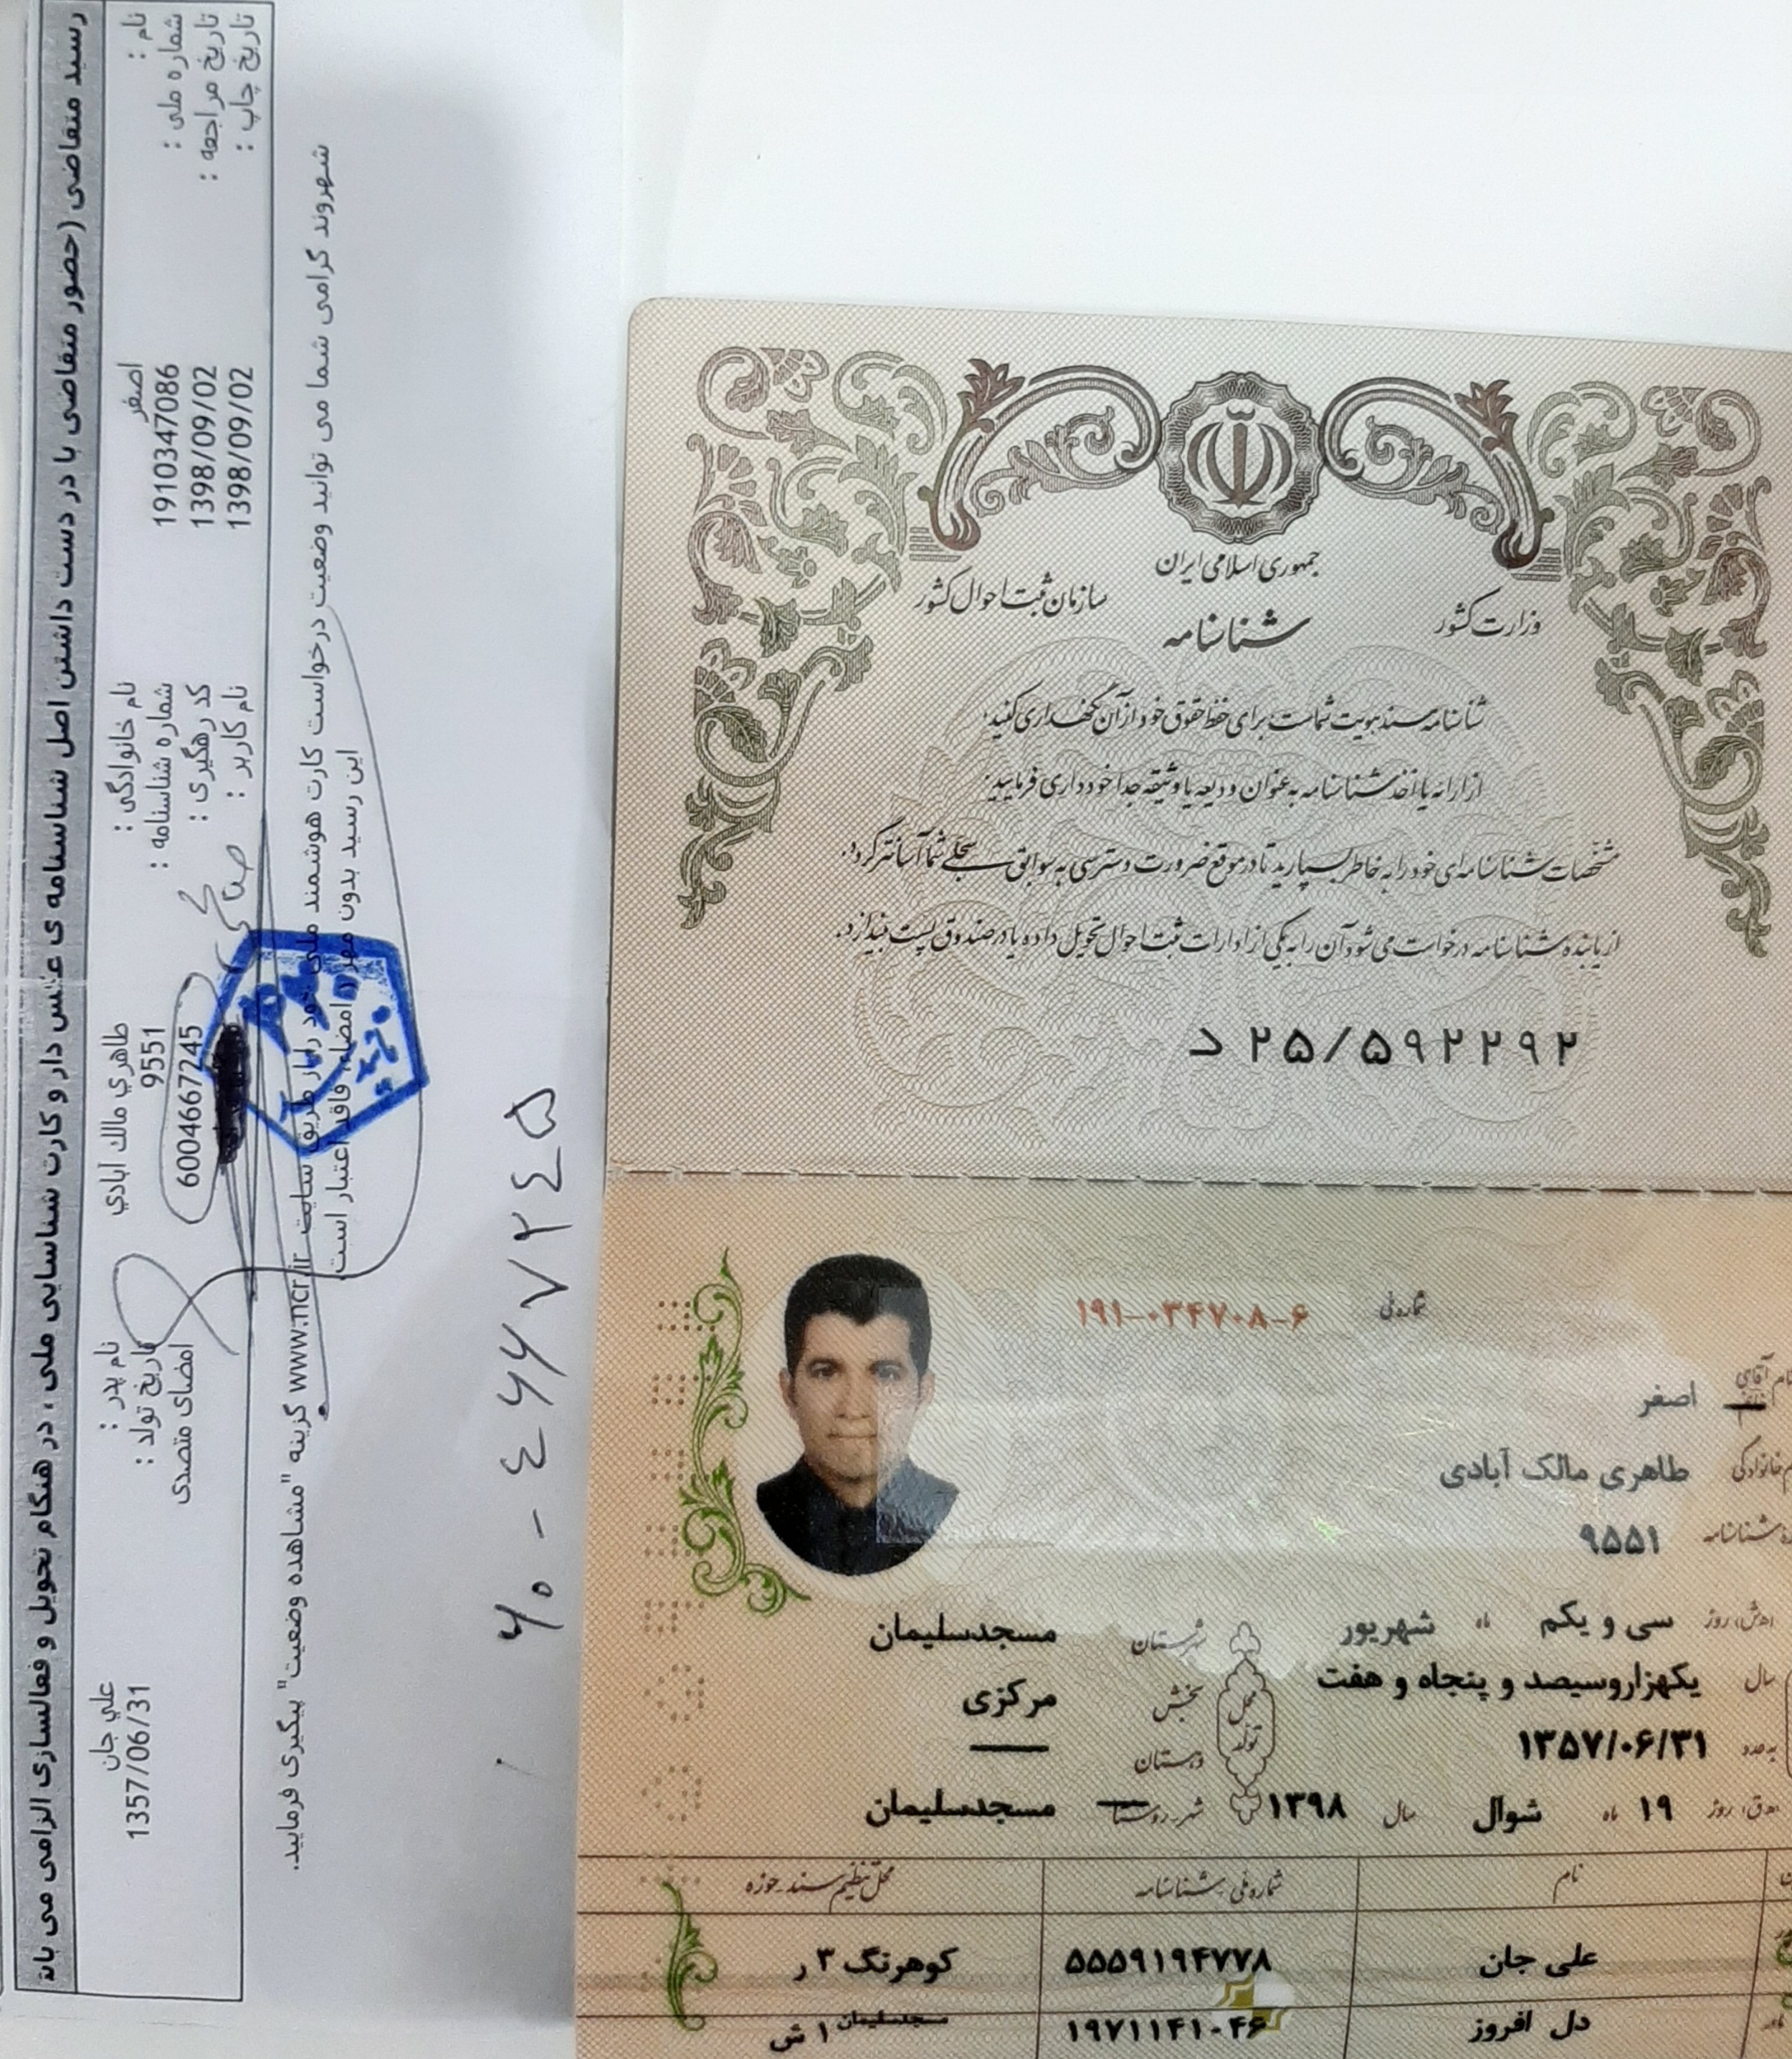 رسید متقاضی (حضور متقاضی با در دست داشتن اصل شناسنامه ی عکس دار و کارت شناسایی ملی ، در هنگام تحویل و فعالسازی الزامی می باشد
نام : اصغر نام خانوادگی : طاهري مالك آبادي نام پدر : علي جان
شماره ملی : 1910347086 شماره شناسنامه : 9551 تاریخ تولد : 1357/06/31
تاریخ مراجعه : 1398/09/02 کد رهگیری : 6004667245 امضای متصدی
تاریخ چاپ : 1398/09/02 نام کاربر :
شهروند گرامی شما می توانید وضعیت درخواست کارت هوشمند ملی خود را از طریق سایت www.ncr.ir گزینه "مشاهده وضعیت" پیگیری فرمایید.
این رسید بدون مهر و امضاء، فاقد اعتبار است.
۶۰۰۴۶۶۷۲۴۵
جمهوری اسلامی ایران
وزارت کشور
سازمان ثبت احوال کشور
شناسنامه
شناسنامه سند هویت شماست برای حفظ حقوق خود از آن نگهداری کنید.
از ارائه یا اخذ شناسنامه به عنوان ودیعه یا وثیقه جداً خودداری فرمایید.
مشخصات شناسنامه‌ای خود را به خاطر بسپارید تا در موقع ضرورت دسترسی به سوابق سجلی شما آسانتر گردد.
از یابنده شناسنامه درخواست می شود آن را به یکی از ادارات ثبت احوال تحویل داده یا در صندوق پست بیندازد.
د ۲۵/۵۹۲۲۹۲
شماره ملی ۱۹۱-۰۳۴۷۰۸-۶
نام آقای خانم اصغر
نام خانوادگی طاهری مالک آبادی
شماره شناسنامه ۹۵۵۱
روز سی و یکم ماه شهریور شهرستان مسجدسلیمان
سال یکهزاروسیصد و پنجاه و هفت بخش مرکزی
محل تولد
به عدد ۱۳۵۷/۰۶/۳۱ دهستان —
روز ۱۹ ماه شوال سال ۱۳۹۸ شهر-روستا مسجدسلیمان
نام شماره ملی-شناسنامه محل تنظیم سند-حوزه
علی جان ۵۵۵۹۱۹۴۷۷۸ کوهرنگ ۳ ر
دل افروز ۱۹۷۱۱۴۱۰۴۶ مسجدسلیمان ۱ ش